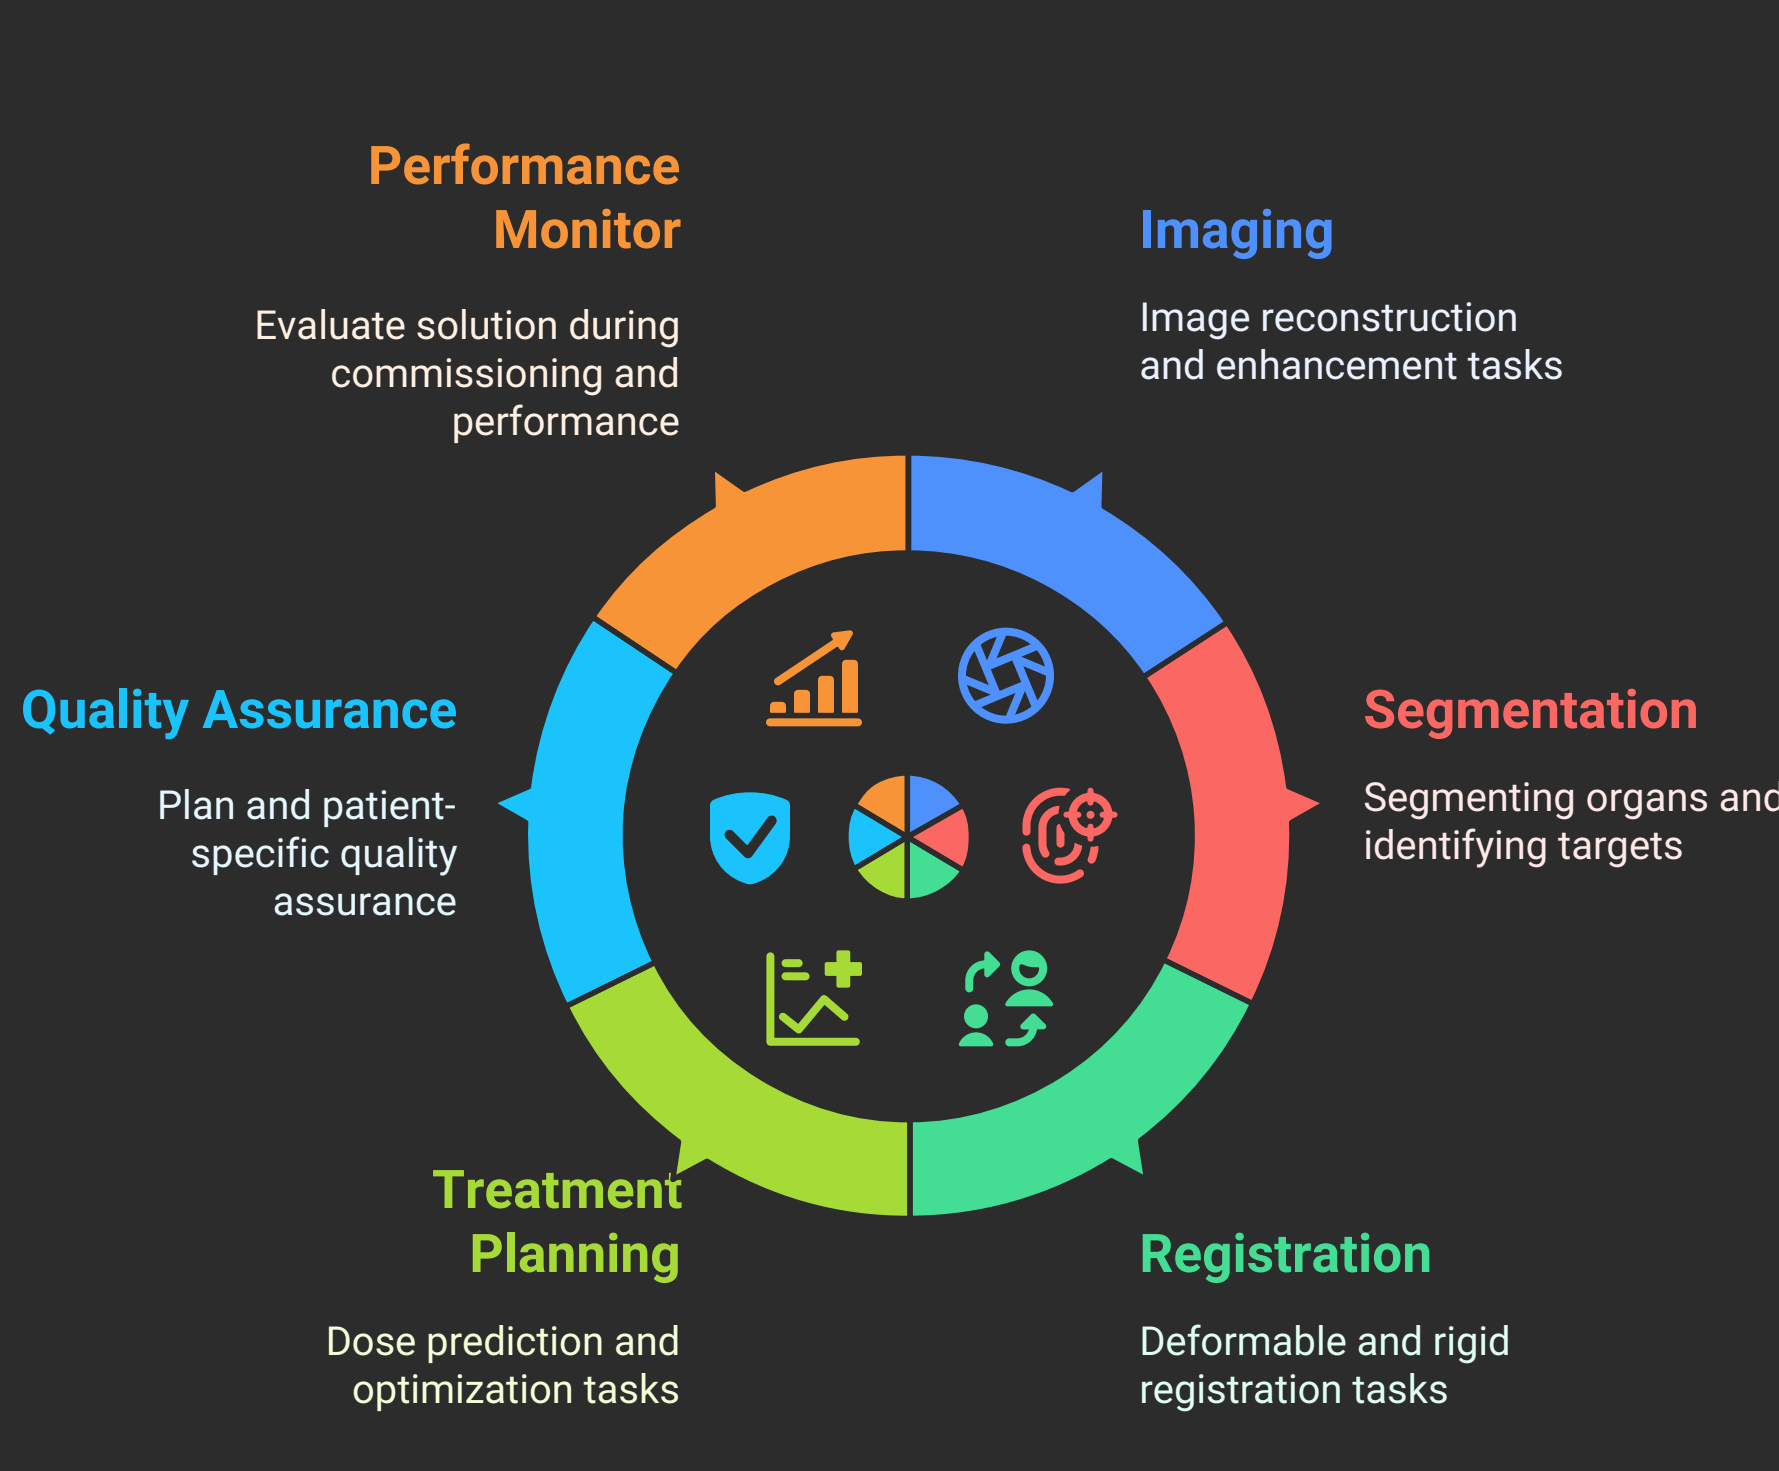 Performance
Monitor
Evaluate solution during
commissioning and
performance
Imaging
Image reconstruction
and enhancement tasks
Quality Assurance
Plan and patient-
specific quality
assurance
Segmentation
Segmenting organs and
identifying targets
Treatment
Planning
Dose prediction and
optimization tasks
Registration
Deformable and rigid
registration tasks